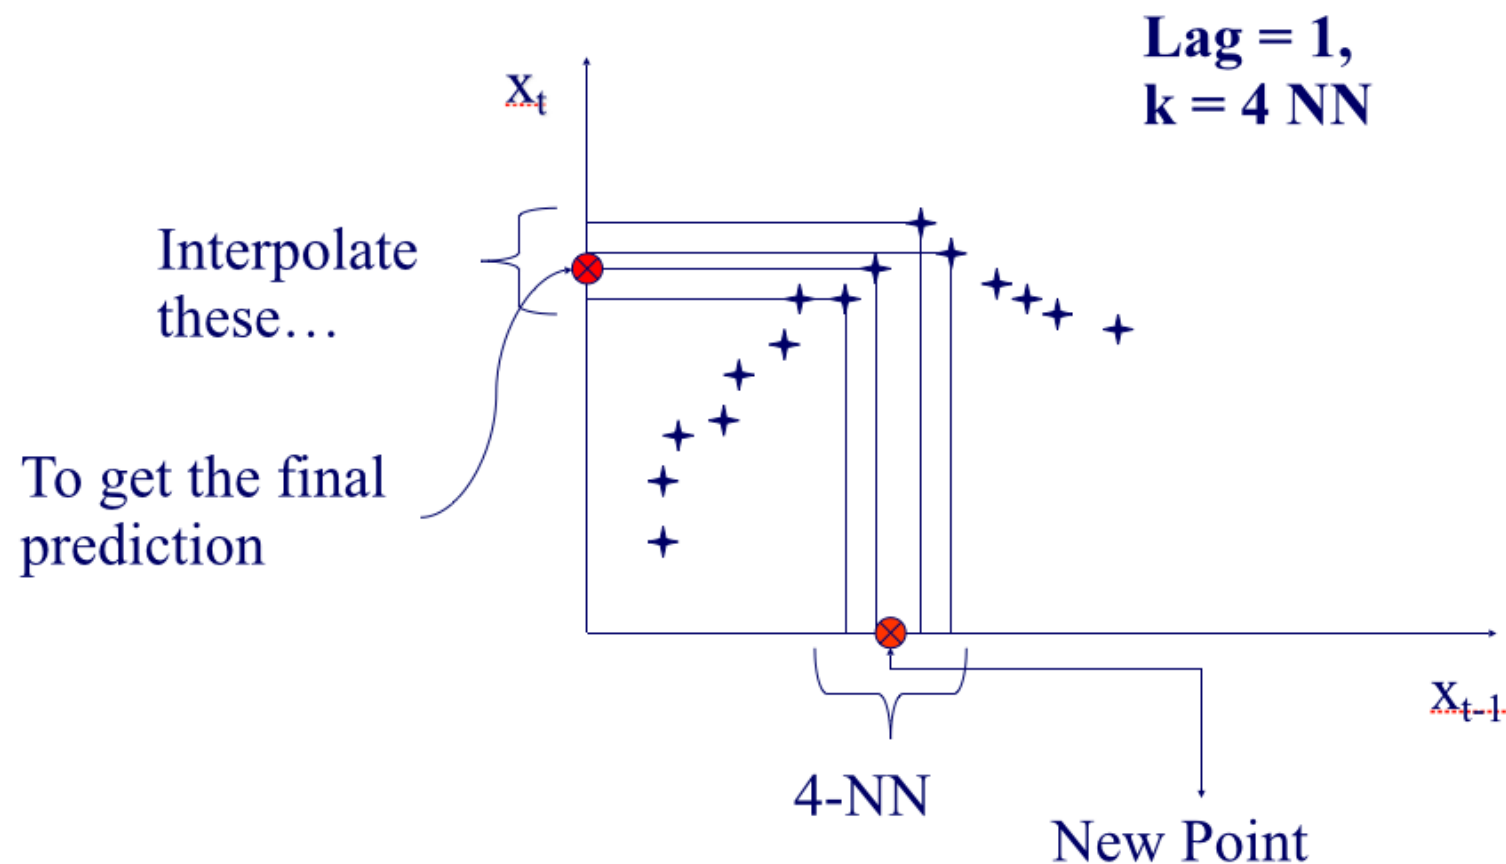 Lag = 1,
k = 4 NN
xt
Interpolate
these…
To get the final
prediction
xt-1
4-NN
New Point